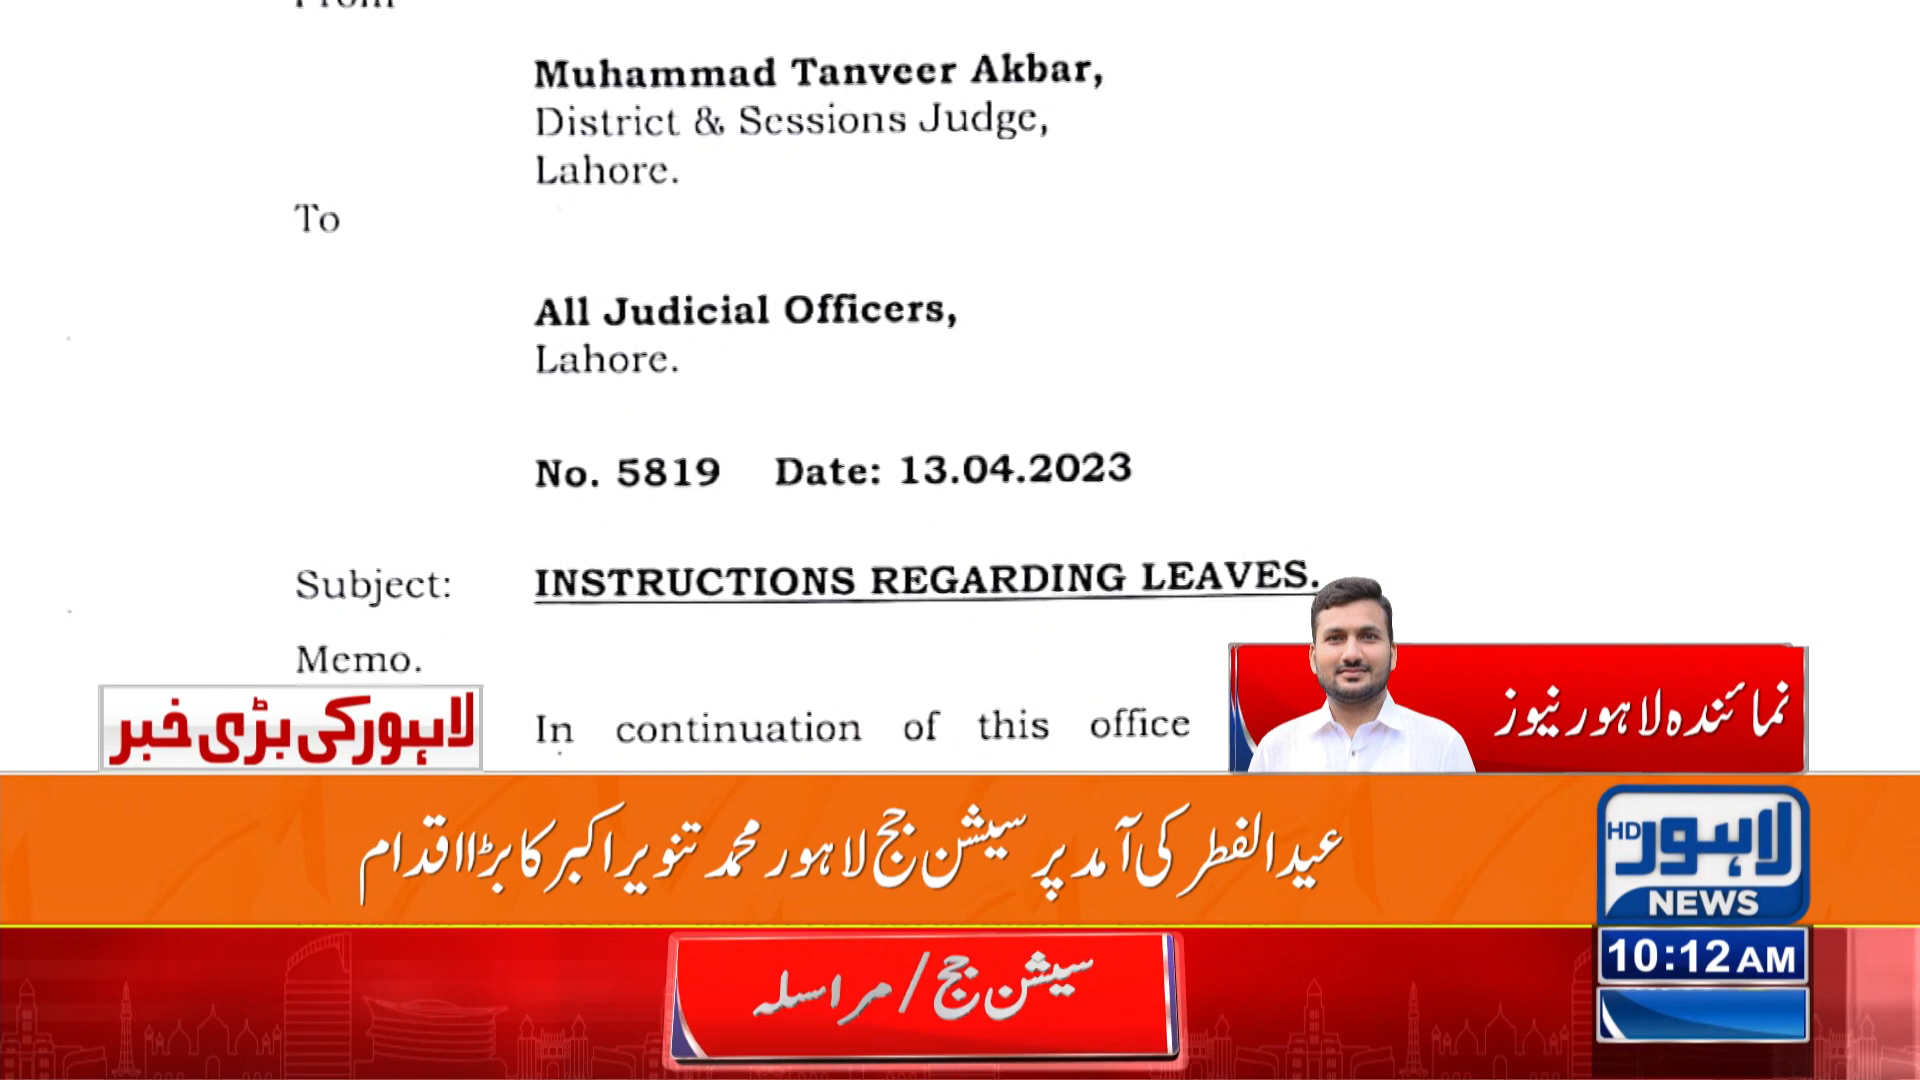 From
Muhammad Tanveer Akbar,
District & Sessions Judge,
Lahore.
To
All Judicial Officers,
Lahore.
No. 5819 Date: 13.04.2023
Subject: INSTRUCTIONS REGARDING LEAVES.
Memo.
In continuation of this office
نمائندہ لاہور نیوز
لاہور کی بڑی خبر
عیدالفطر کی آمد پر سیشن جج لاہور محمد تنویر اکبر کا بڑا اقدام
لاہور HD
NEWS
10:12 AM
سیشن جج / مراسلہ